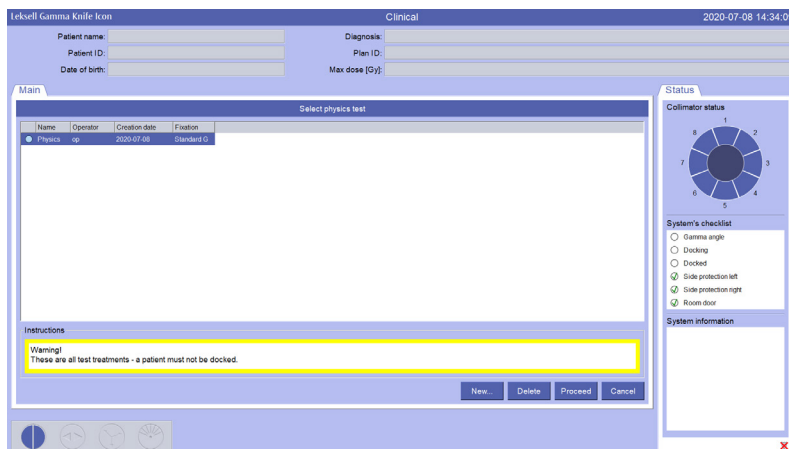 Leksell Gamma Knife Icon Clinical 2020-07-08 14:34:0
Patient name: Diagnosis:
Patient ID: Plan ID:
Date of birth: Max dose [Gy]:
Main
Select physics test
Name Operator Creation date Fixation
Physics op 2020-07-08 Standard G
Instructions
Warning!
These are all test treatments - a patient must not be docked.
New... Delete Proceed Cancel
Status
Collimator status
1
8 2
7 3
6 4
5
System's checklist
Gamma angle
Docking
Docked
Side protection left
Side protection right
Room door
System information